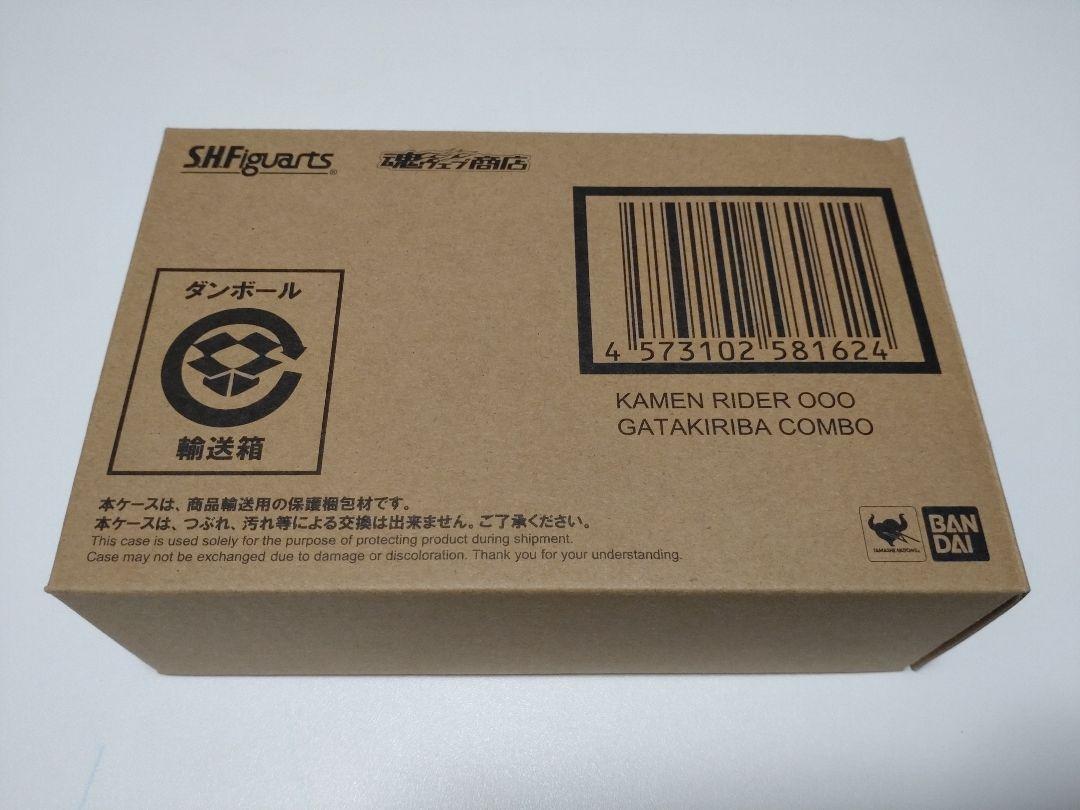 S.H.Figuarts®
魂ウェブ商店
4 573102 581624
KAMEN RIDER OOO
GATAKIRIBA COMBO
ダンボール
輸送箱
本ケースは、商品輸送用の保護梱包材です。
本ケースは、つぶれ、汚れ等による交換は出来ません。ご了承ください。
This case is used solely for the purpose of protecting product during shipment.
Case may not be exchanged due to damage or discoloration. Thank you for your understanding.
TAMASHII NATIONS
BAN
DAI